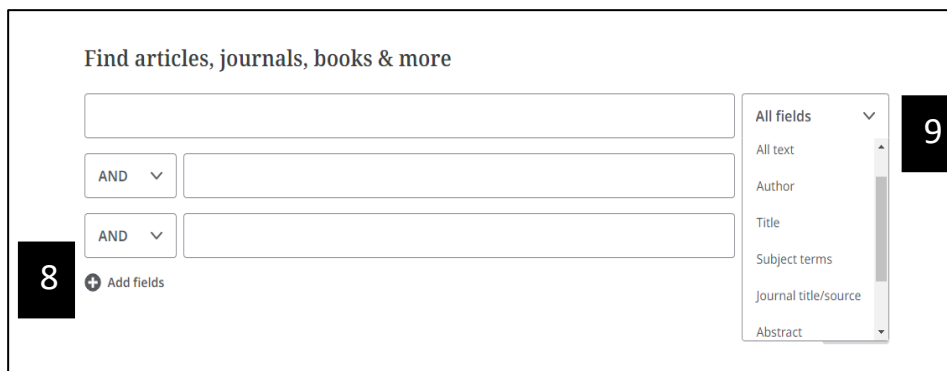 Find articles, journals, books & more
All fields
9
All text
AND
Author
Title
AND
Subject terms
8
Add fields
Journal title/source
Abstract